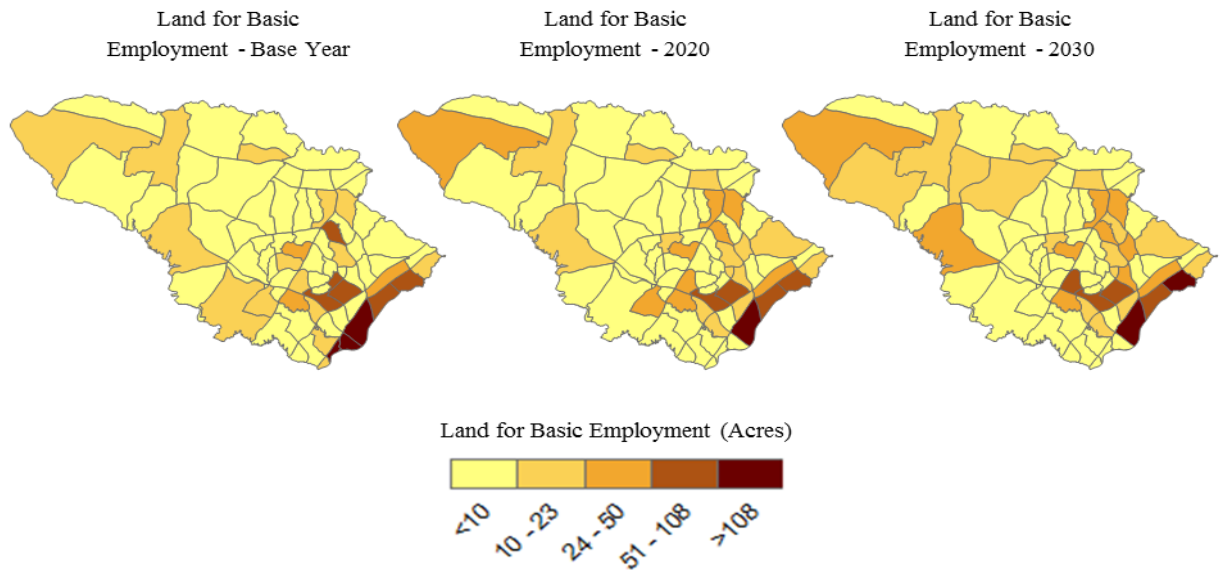 Land for Basic
Employment - Base Year
Land for Basic
Employment - 2020
Land for Basic
Employment - 2030
Land for Basic Employment (Acres)
<10
10 - 23
24 - 50
51 - 108
>108